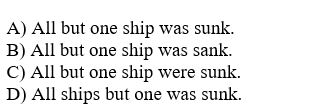 A) All but one ship was sunk.
B) All but one ship was sank.
C) All but one ship were sunk.
D) All ships but one was sunk.